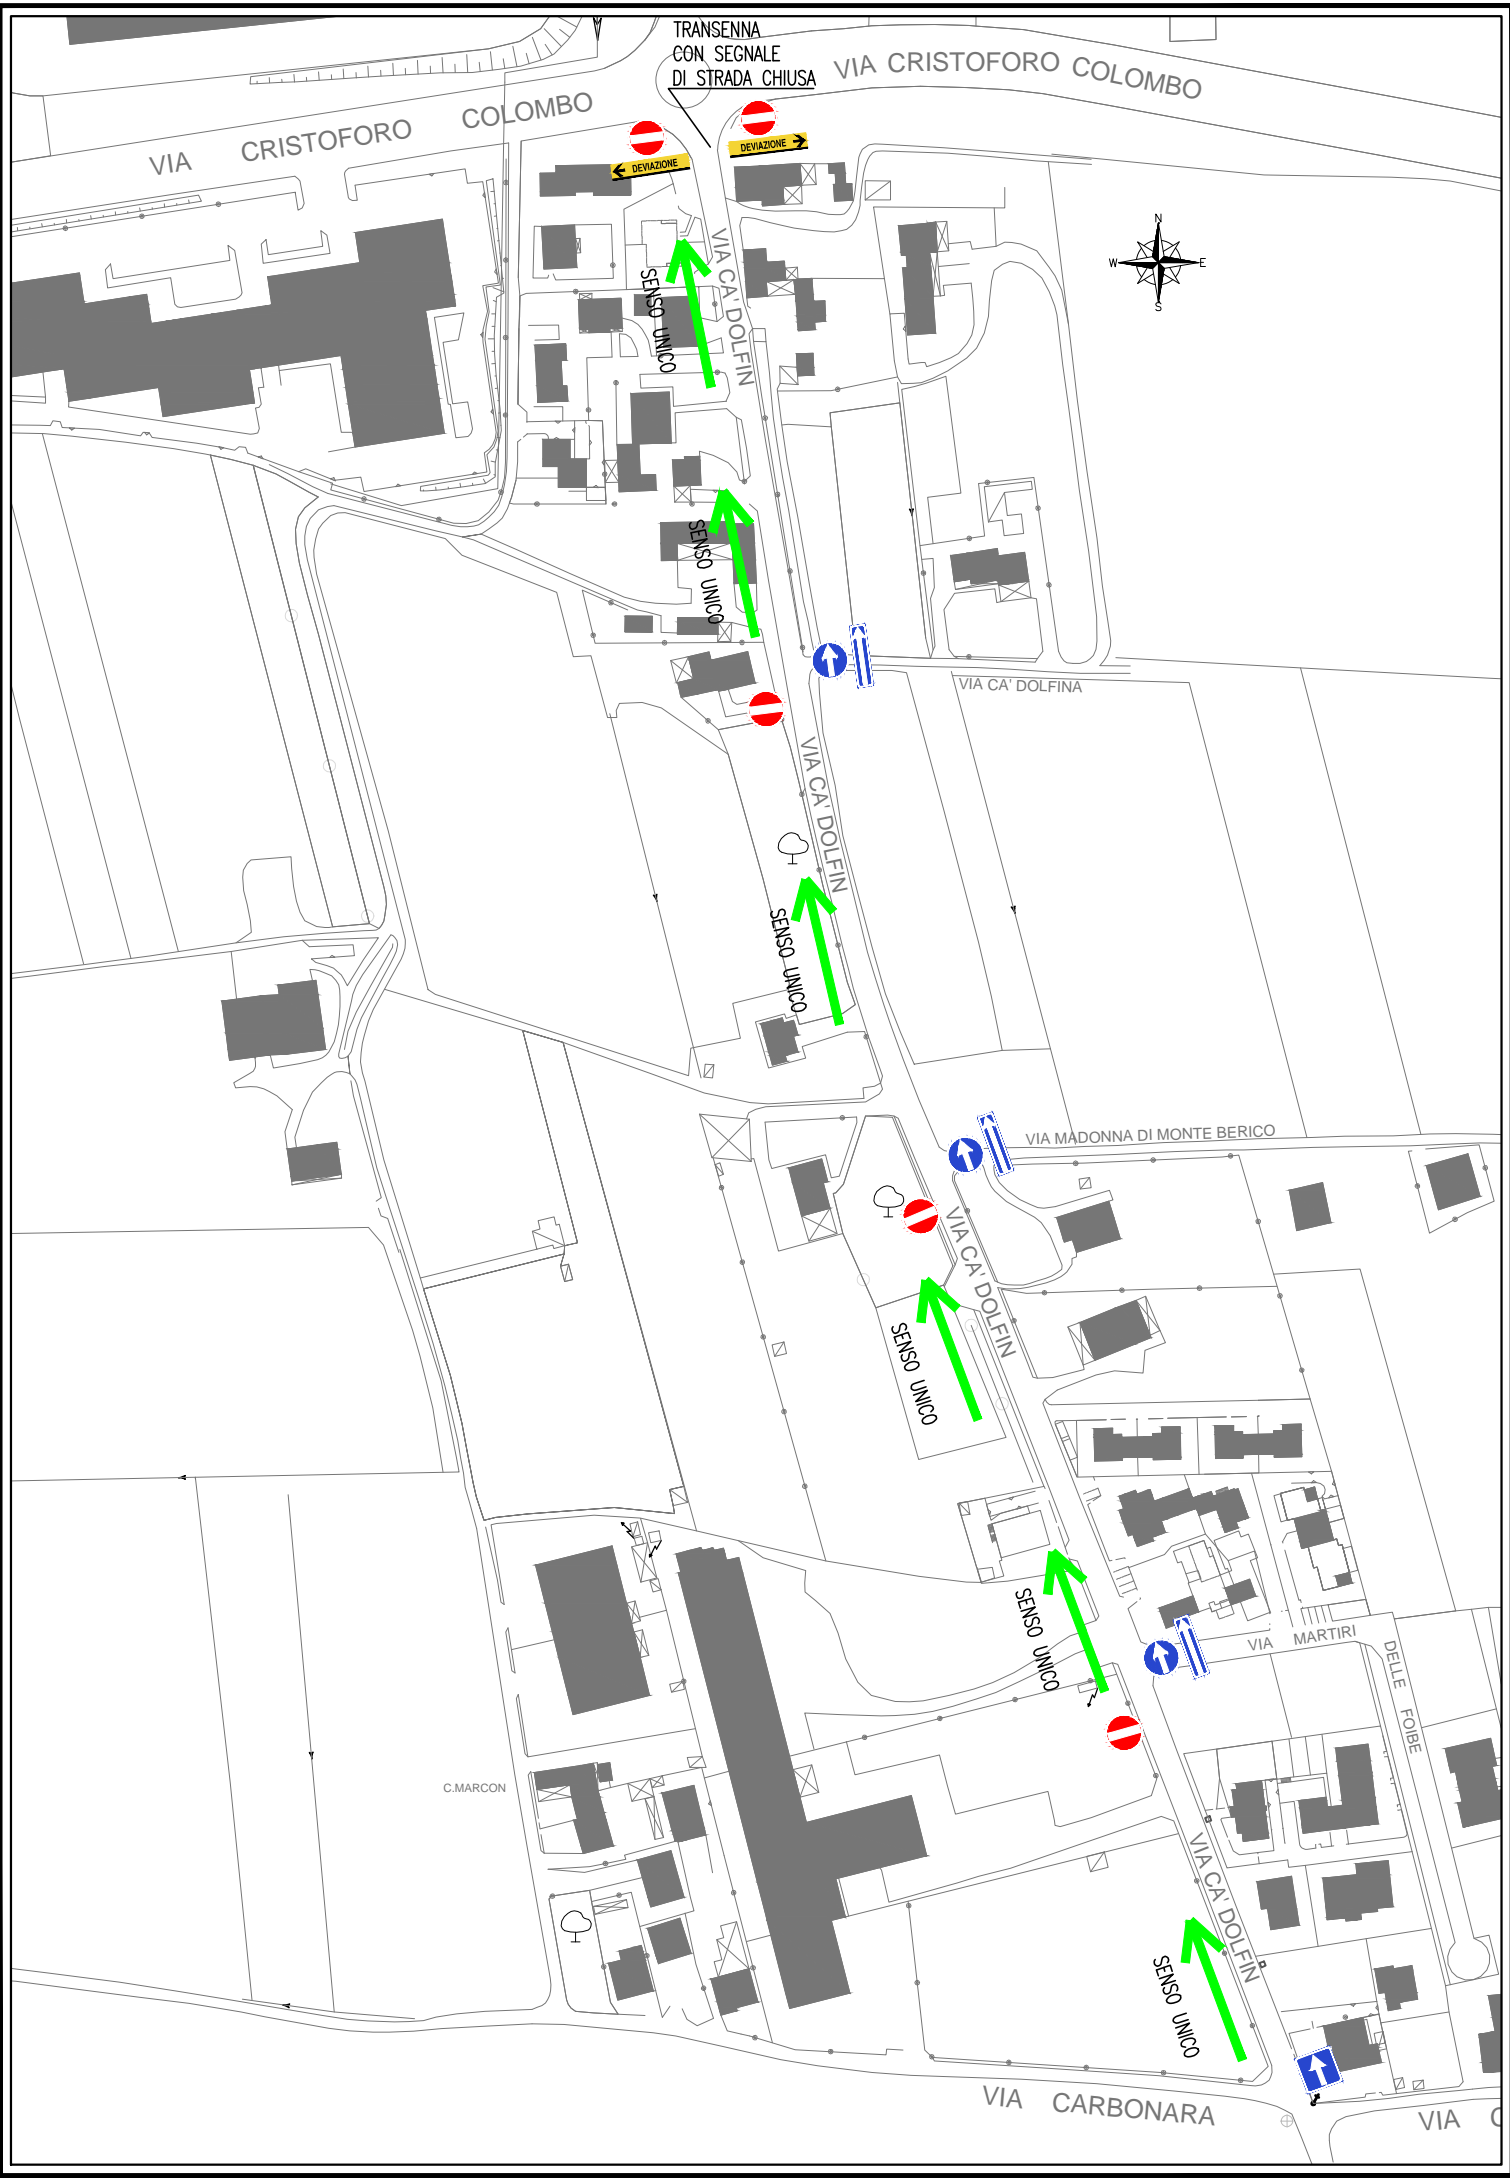 TRANSENNA
CON SEGNALE
DI STRADA CHIUSA
VIA CRISTOFORO COLOMBO
VIA CRISTOFORO COLOMBO
DEVIAZIONE
DEVIAZIONE
N
W E
S
VIA CA' DOLFIN
SENSO UNICO
SENSO UNICO
VIA CA' DOLFINA
VIA CA' DOLFIN
SENSO UNICO
VIA MADONNA DI MONTE BERICO
VIA CA' DOLFIN
SENSO UNICO
SENSO UNICO
VIA MARTIRI
DELLE FOIBE
C.MARCON
VIA CA' DOLFIN
SENSO UNICO
VIA CARBONARA
VIA